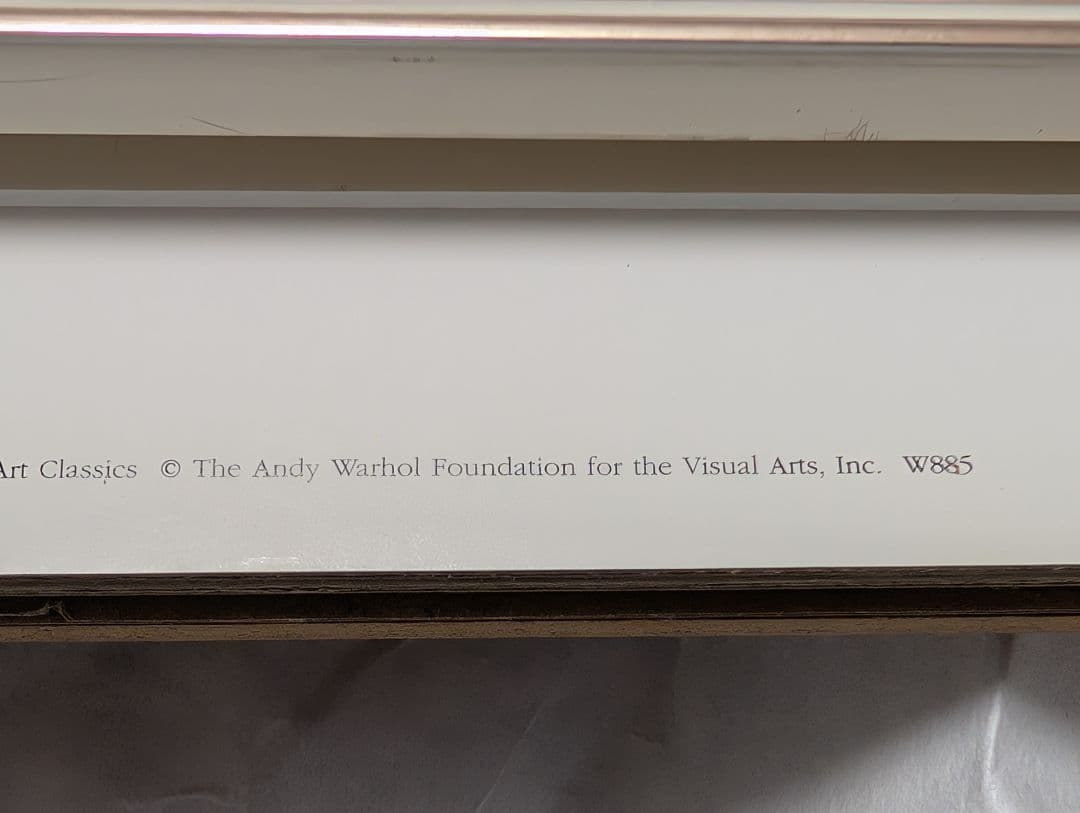 Art Classics © The Andy Warhol Foundation for the Visual Arts, Inc. W885